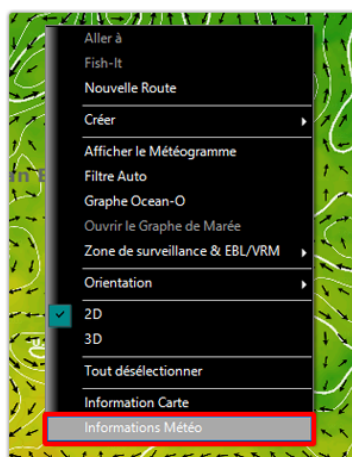 Aller à
Fish-It
Nouvelle Route
Créer
Afficher le Météogramme
Filtre Auto
Graphe Ocean-O
Ouvrir le Graphe de Marée
Zone de surveillance & EBL/VRM
Orientation
2D
3D
Tout désélectionner
Information Carte
Informations Météo